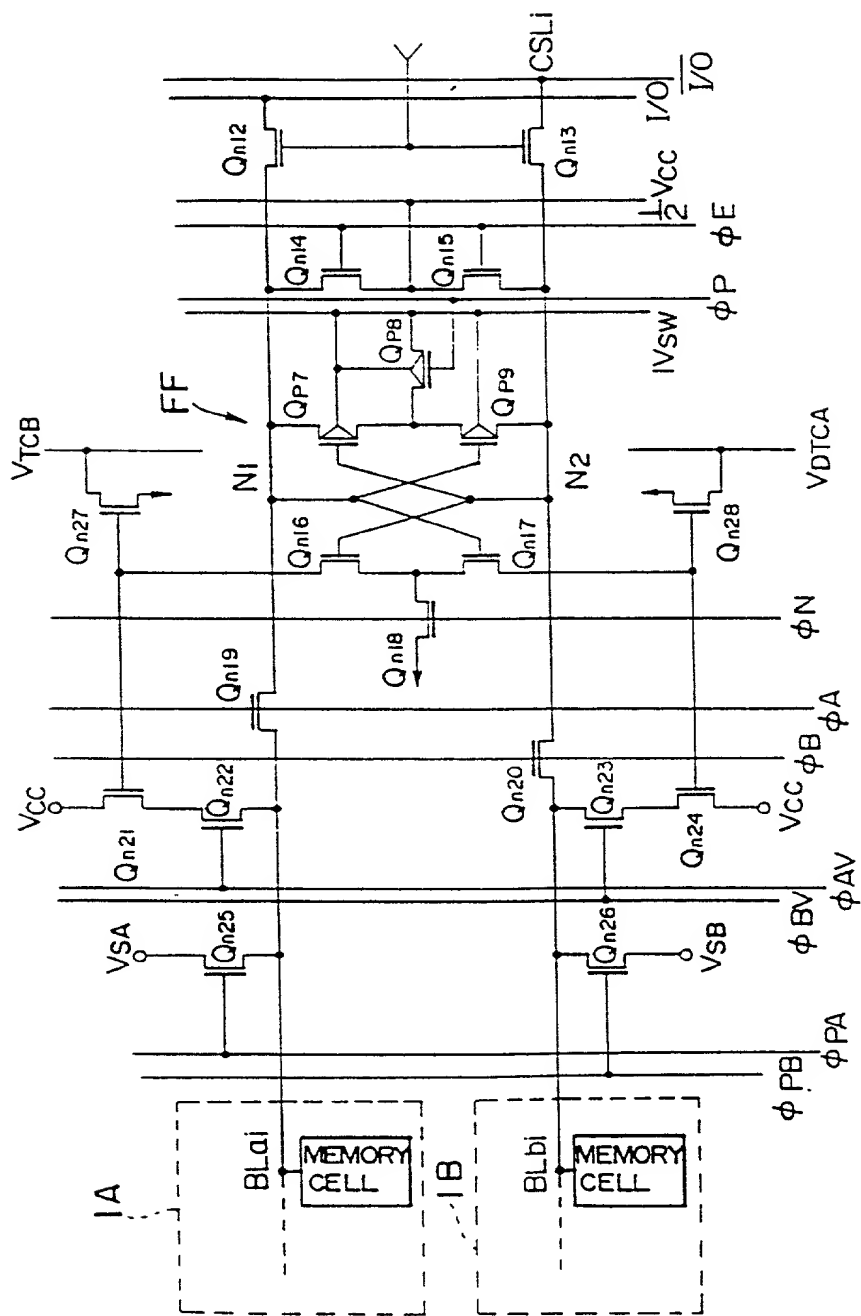 1A
BLai
MEMORY
CELL
1B
BLbi
MEMORY
CELL
φPB
φPA
VSA
Qn25
Qn26
VSB
φBV
φAV
VCC
Qn21
Qn22
Qn20
Qn23
Qn24
VCC
φB
φA
Qn19
Qn18
φN
VTCB
Qn27
Qn16
Qn17
Qn28
VDTCA
FF
N1
N2
QP7
QP8
QP9
1VSW
φP
Qn14
Qn15
φE
1/2 VCC
Qn12
Qn13
CSLi
I/O
I/O